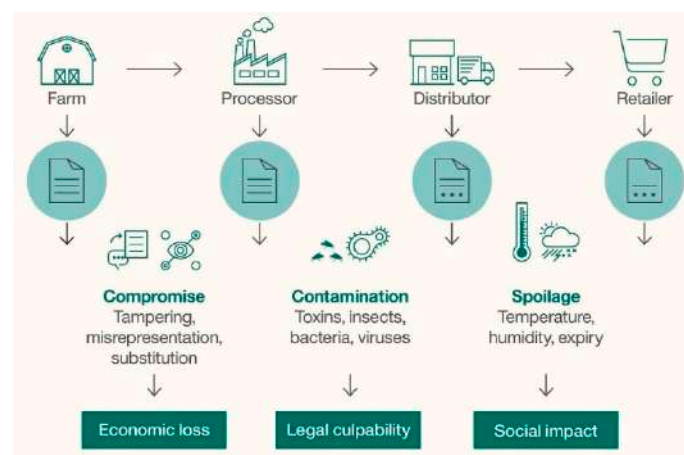 Farm
Processor
Distributor
Retailer
Compromise
Tampering,
misrepresentation,
substitution
Contamination
Toxins, insects,
bacteria, viruses
Spoilage
Temperature,
humidity, expiry
Economic loss
Legal culpability
Social impact